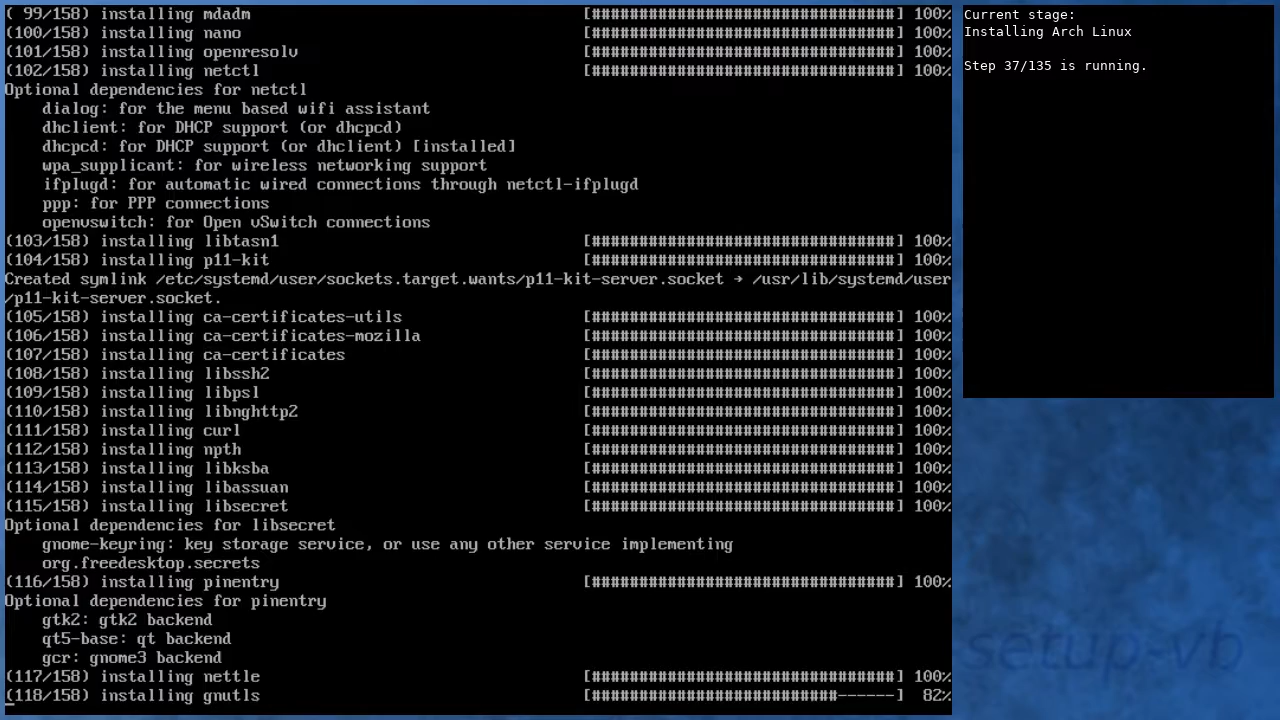 ( 99/158) installing mdadm [################################] 100%
(100/158) installing nano [################################] 100%
(101/158) installing openresolv [################################] 100%
(102/158) installing netctl [################################] 100%
Optional dependencies for netctl
    dialog: for the menu based wifi assistant
    dhclient: for DHCP support (or dhcpcd)
    dhcpcd: for DHCP support (or dhclient) [installed]
    wpa_supplicant: for wireless networking support
    ifplugd: for automatic wired connections through netctl-ifplugd
    ppp: for PPP connections
    openvswitch: for Open vSwitch connections
(103/158) installing libtasn1 [################################] 100%
(104/158) installing p11-kit [################################] 100%
Created symlink /etc/systemd/user/sockets.target.wants/p11-kit-server.socket → /usr/lib/systemd/user
/p11-kit-server.socket.
(105/158) installing ca-certificates-utils [################################] 100%
(106/158) installing ca-certificates-mozilla [################################] 100%
(107/158) installing ca-certificates [################################] 100%
(108/158) installing libssh2 [################################] 100%
(109/158) installing libpsl [################################] 100%
(110/158) installing libnghttp2 [################################] 100%
(111/158) installing curl [################################] 100%
(112/158) installing npth [################################] 100%
(113/158) installing libksba [################################] 100%
(114/158) installing libassuan [################################] 100%
(115/158) installing libsecret [################################] 100%
Optional dependencies for libsecret
    gnome-keyring: key storage service, or use any other service implementing
    org.freedesktop.secrets
(116/158) installing pinentry [################################] 100%
Optional dependencies for pinentry
    gtk2: gtk2 backend
    qt5-base: qt backend
    gcr: gnome3 backend
(117/158) installing nettle [################################] 100%
(118/158) installing gnutls [##########################------] 82%
Current stage:
Installing Arch Linux
Step 37/135 is running.
setup-vb